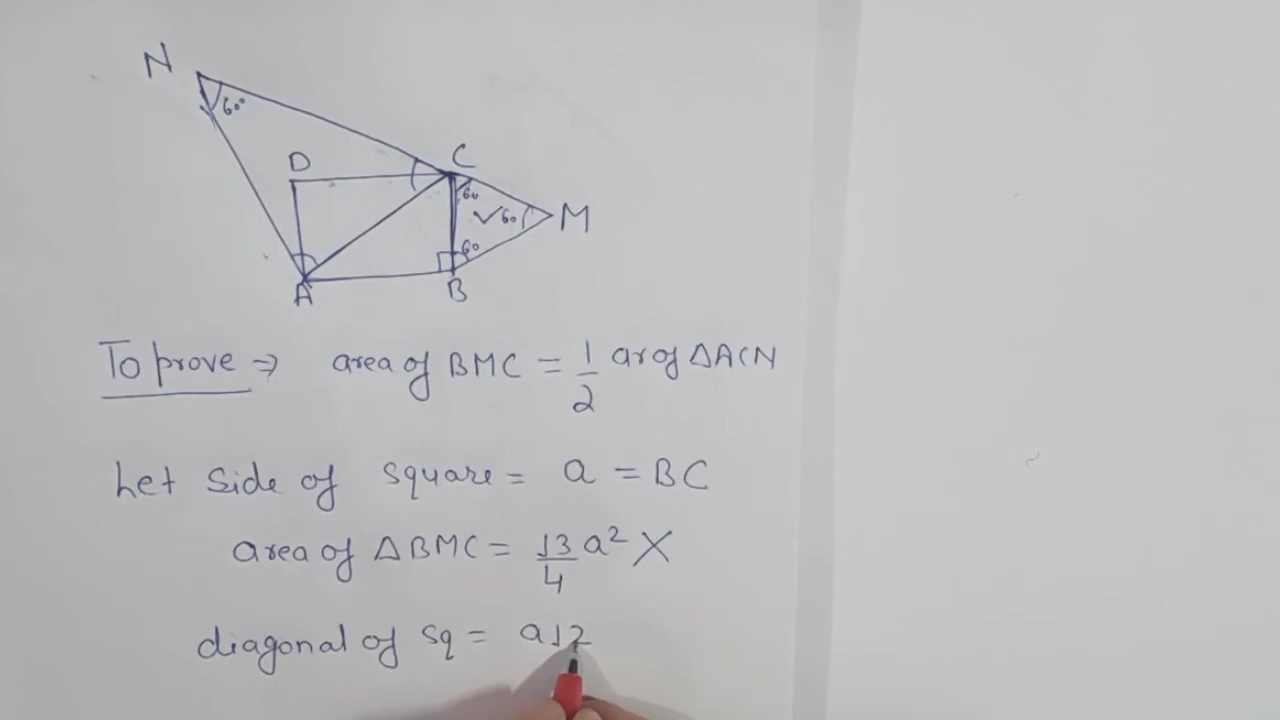 N
60°
D
C
60
60
M
60
A
B
To prove ⇒ area of BMC = 1/2 ar of ΔACN
Let side of square = a = BC
area of ΔBMC = √3/4 a² X
diagonal of sq = a√2